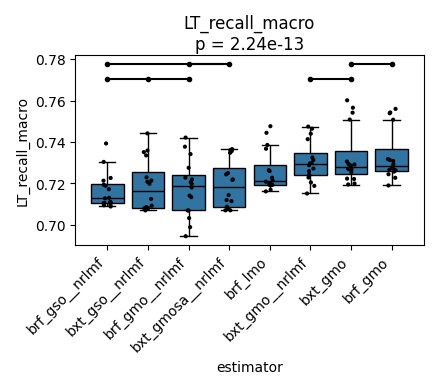 LT_recall_macro
p = 2.24e-13
LT_recall_macro
0.78
0.76
0.74
0.72
0.70
brf_gso__nrlmf
bxt_gso__nrlmf
brf_gmo__nrlmf
bxt_gmosa__nrlmf
brf_lmo
bxt_gmo__nrlmf
bxt_gmo
brf_gmo
estimator